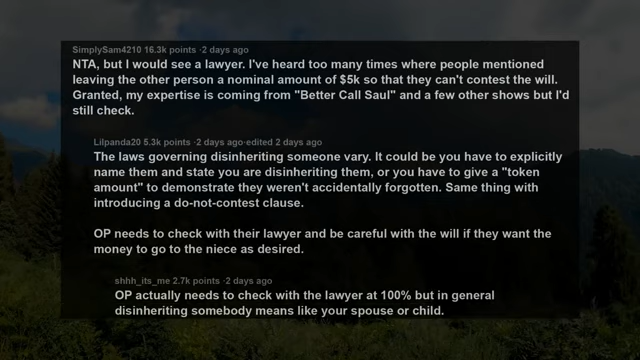 SimplySam4210 16.3k points ·2 days ago
NTA, but I would see a lawyer. I've heard too many times where people mentioned
leaving the other person a nominal amount of $5k so that they can't contest the will.
Granted, my expertise is coming from "Better Call Saul" and a few other shows but I'd
still check.
Lilpanda20 5.3k points ·2 days ago·edited 2 days ago
The laws governing disinheriting someone vary. It could be you have to explicitly
name them and state you are disinheriting them, or you have to give a "token
amount" to demonstrate they weren't accidentally forgotten. Same thing with
introducing a do-not-contest clause.
OP needs to check with their lawyer and be careful with the will if they want the
money to go to the niece as desired.
shhh_its_me 2.7k points ·2 days ago
OP actually needs to check with the lawyer at 100% but in general
disinheriting somebody means like your spouse or child.